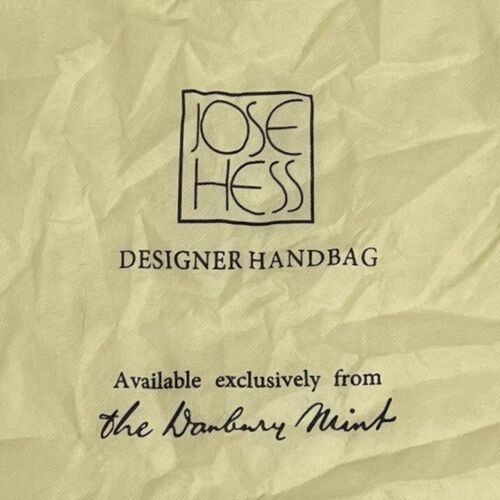 JOSE
HESS
DESIGNER HANDBAG
Available exclusively from
the Danbury Mint